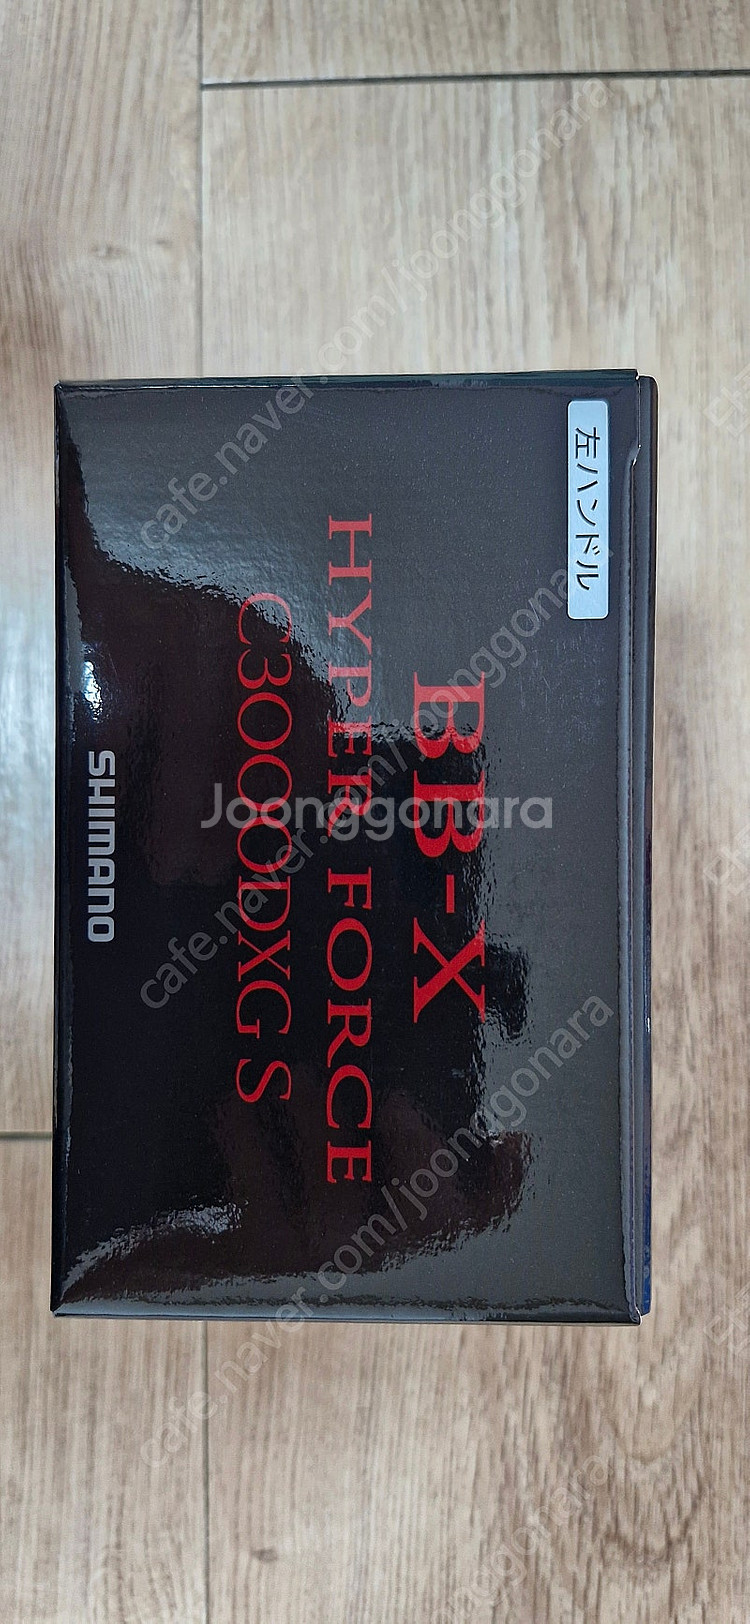 左ハンドル
BB-X
HYPER FORCE
C3000DXG S
SHIMANO
Joonggonara
cafe.naver.com/joonggonara
cafe.naver.com/joonggonara
cafe.naver.com/joonggonara